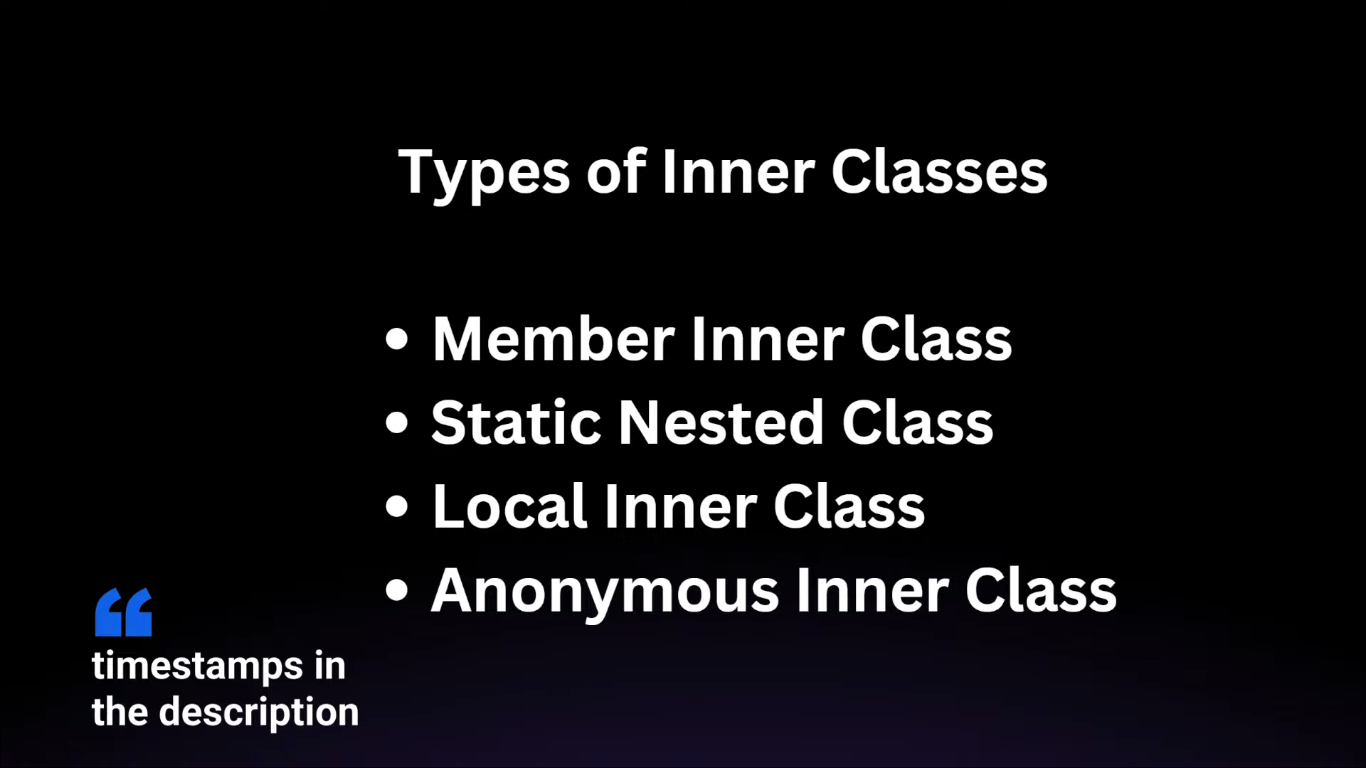 Types of Inner Classes
• Member Inner Class
• Static Nested Class
• Local Inner Class
• Anonymous Inner Class
“
timestamps in
the description